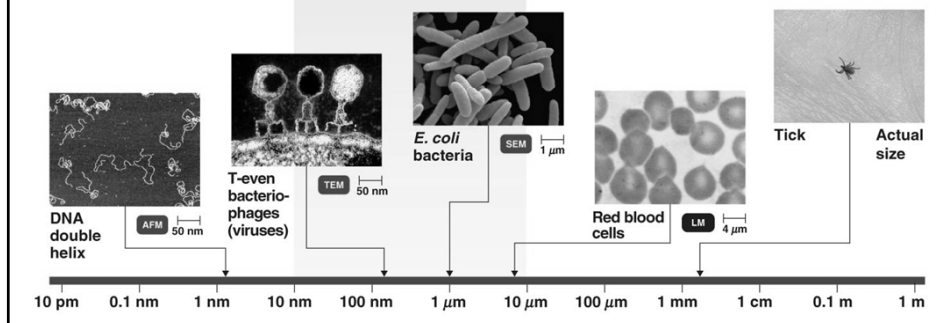 DNA
double
helix
AFM
50 nm
T-even
bacterio-
phages
(viruses)
TEM
50 nm
E. coli
bacteria
SEM
1 μm
Red blood
cells
LM
4 μm
Tick
Actual
size
10 pm 0.1 nm 1 nm 10 nm 100 nm 1 μm 10 μm 100 μm 1 mm 1 cm 0.1 m 1 m